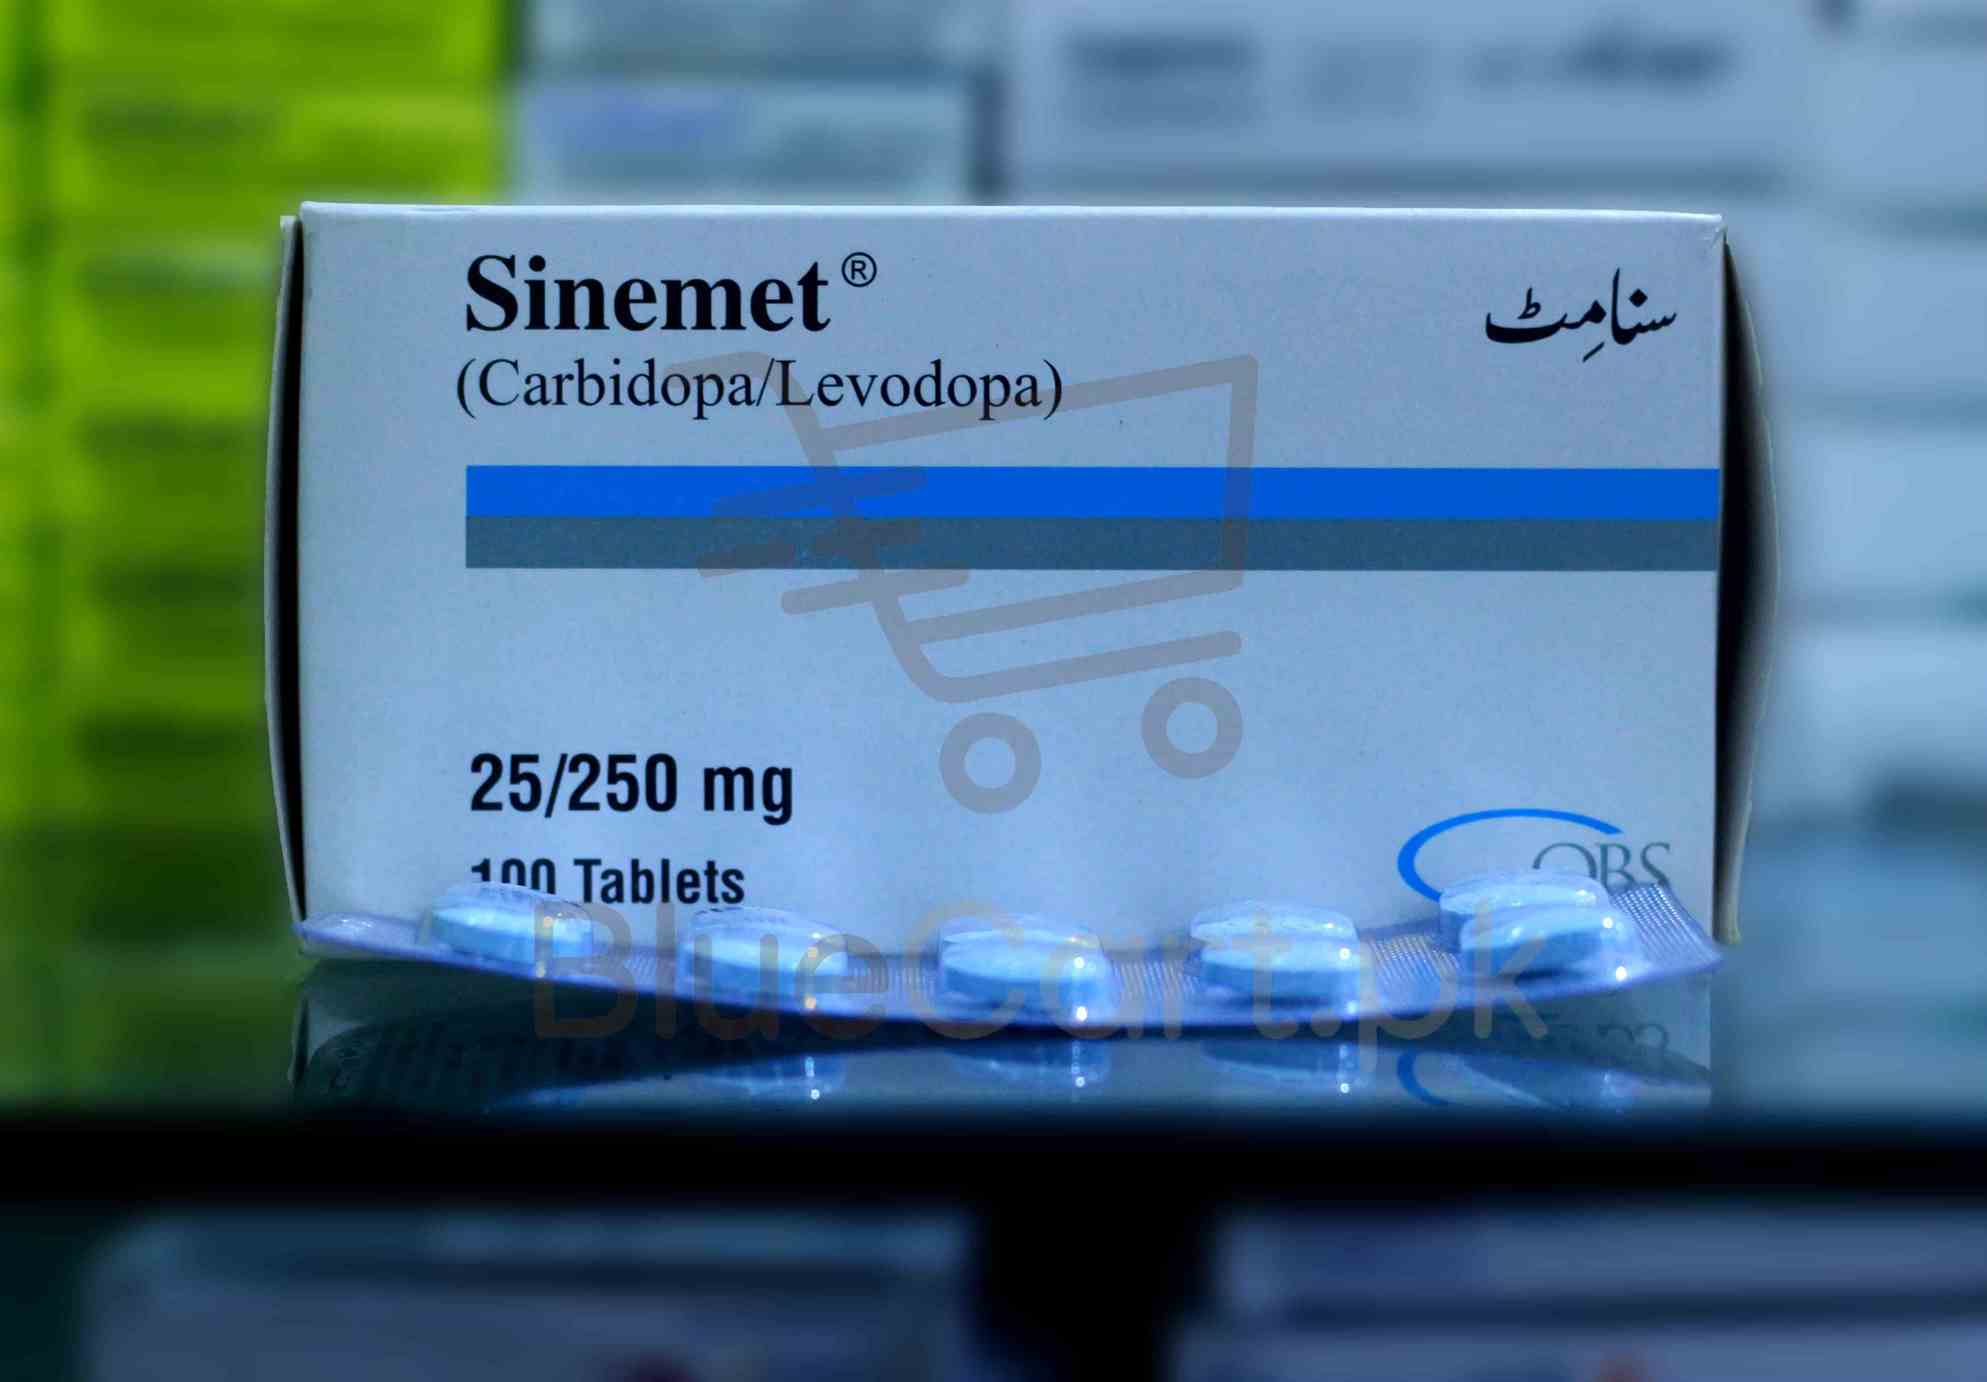 Sinemet®
سنامِٹ
(Carbidopa/Levodopa)
25/250 mg
100 Tablets
OBS
BlueCart.pk